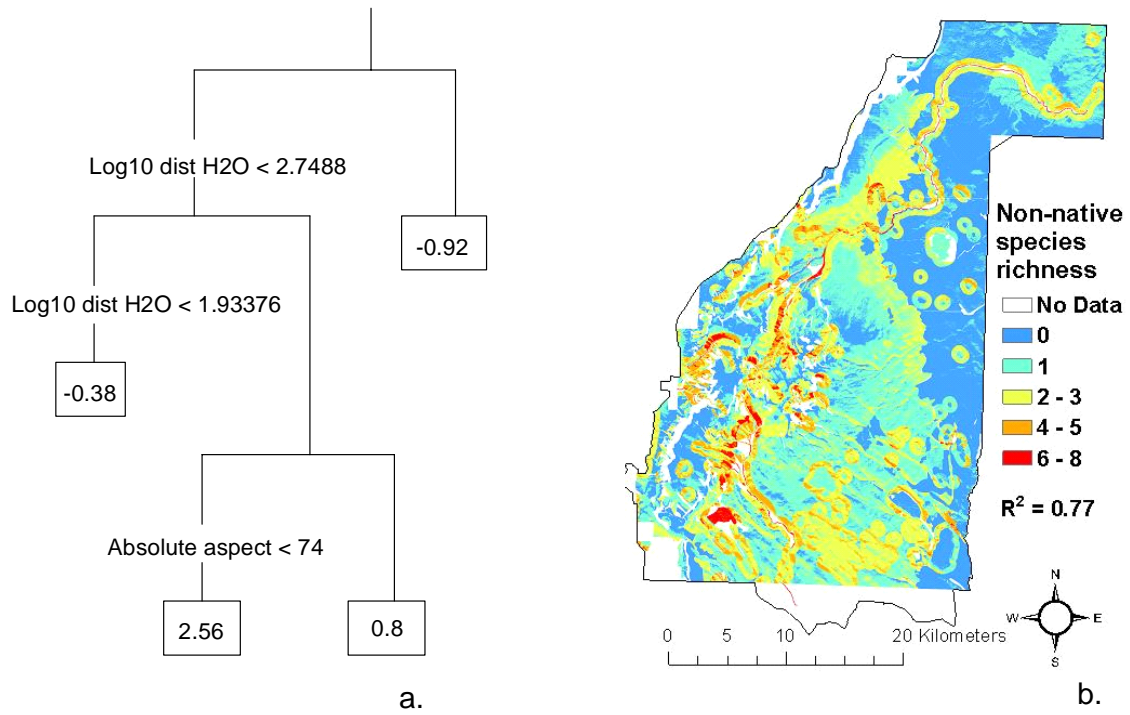 Log10 dist H2O < 2.7488
-0.92
Log10 dist H2O < 1.93376
-0.38
Absolute aspect < 74
2.56
0.8
a.
Non-native
species
richness
No Data
0
1
2 - 3
4 - 5
6 - 8
R² = 0.77
N
W
E
S
0 5 10 20 Kilometers
b.